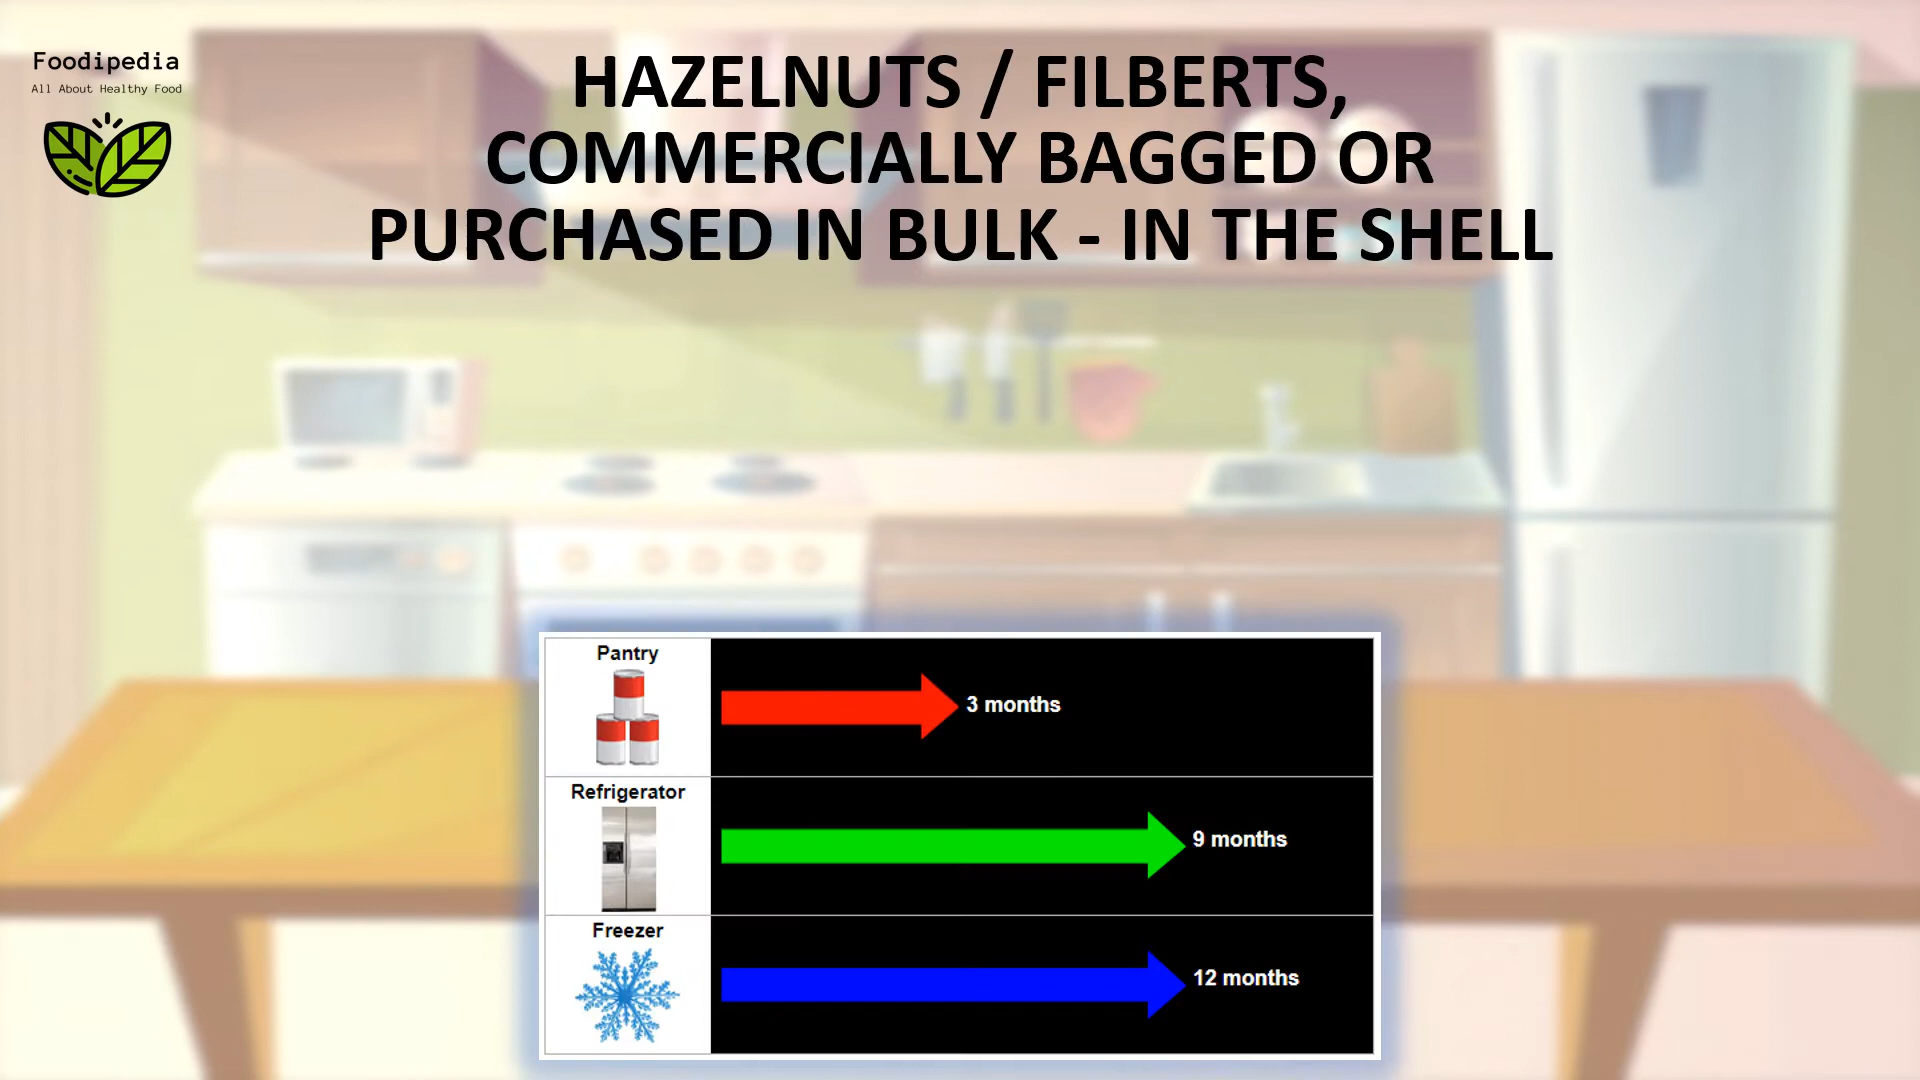 Foodipedia
All About Healthy Food
HAZELNUTS / FILBERTS,
COMMERCIALLY BAGGED OR
PURCHASED IN BULK - IN THE SHELL
Pantry
3 months
Refrigerator
9 months
Freezer
12 months